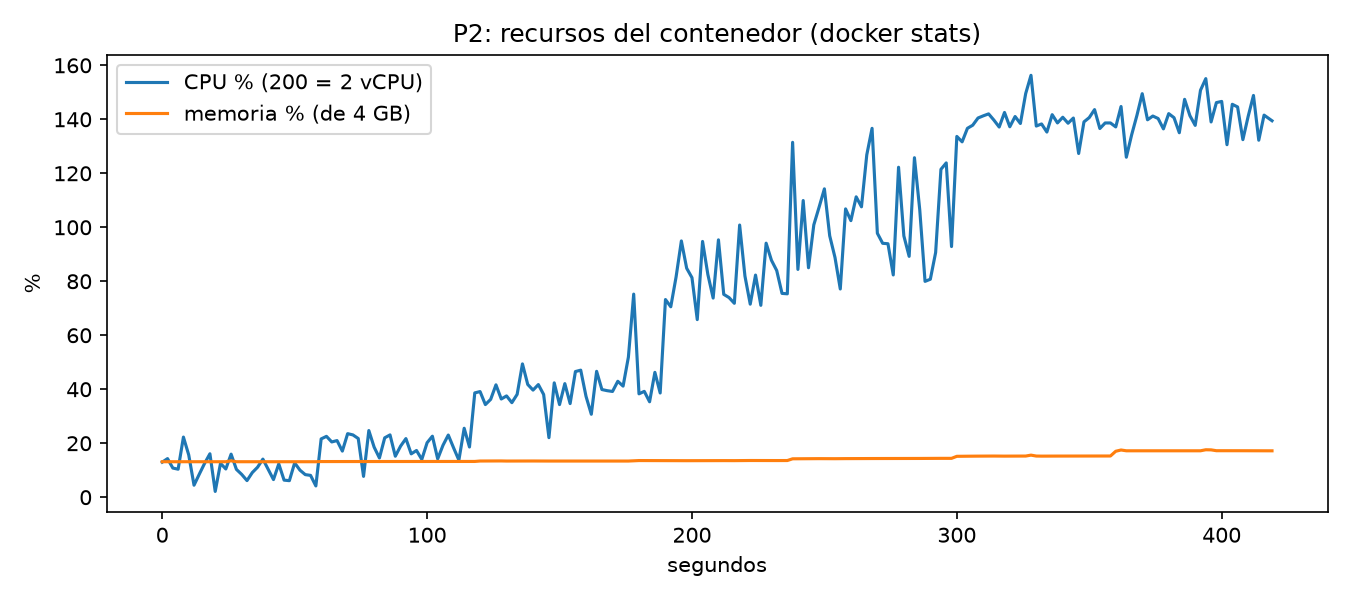 P2: recursos del contenedor (docker stats)
CPU % (200 = 2 vCPU)
memoria % (de 4 GB)
160
140
120
100
80
60
40
20
0
%
0 100 200 300 400
segundos